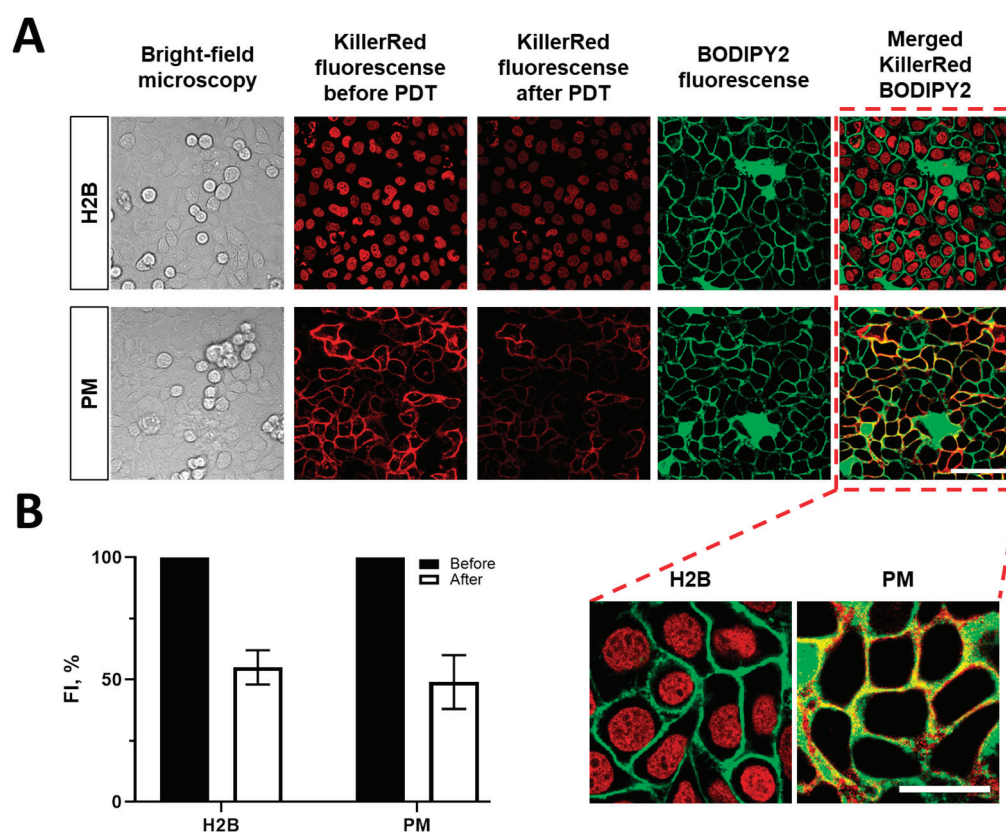 A
Bright-field
microscopy
KillerRed
fluorescense
before PDT
KillerRed
fluorescense
after PDT
BODIPY2
fluorescense
Merged
KillerRed
BODIPY2
H2B
PM
B
100
50
0
FI, %
Before
After
H2B
PM
H2B
PM